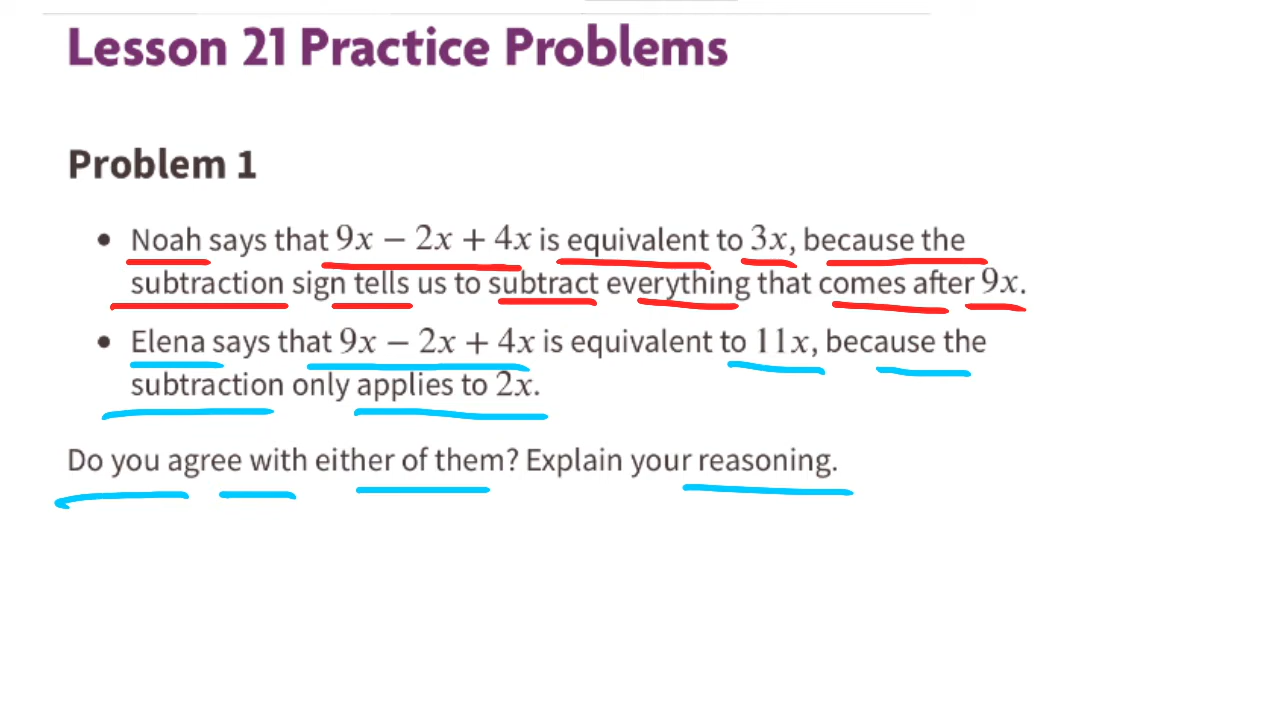 Lesson 21 Practice Problems
Problem 1
• Noah says that 9x − 2x + 4x is equivalent to 3x, because the
subtraction sign tells us to subtract everything that comes after 9x.
• Elena says that 9x − 2x + 4x is equivalent to 11x, because the
subtraction only applies to 2x.
Do you agree with either of them? Explain your reasoning.